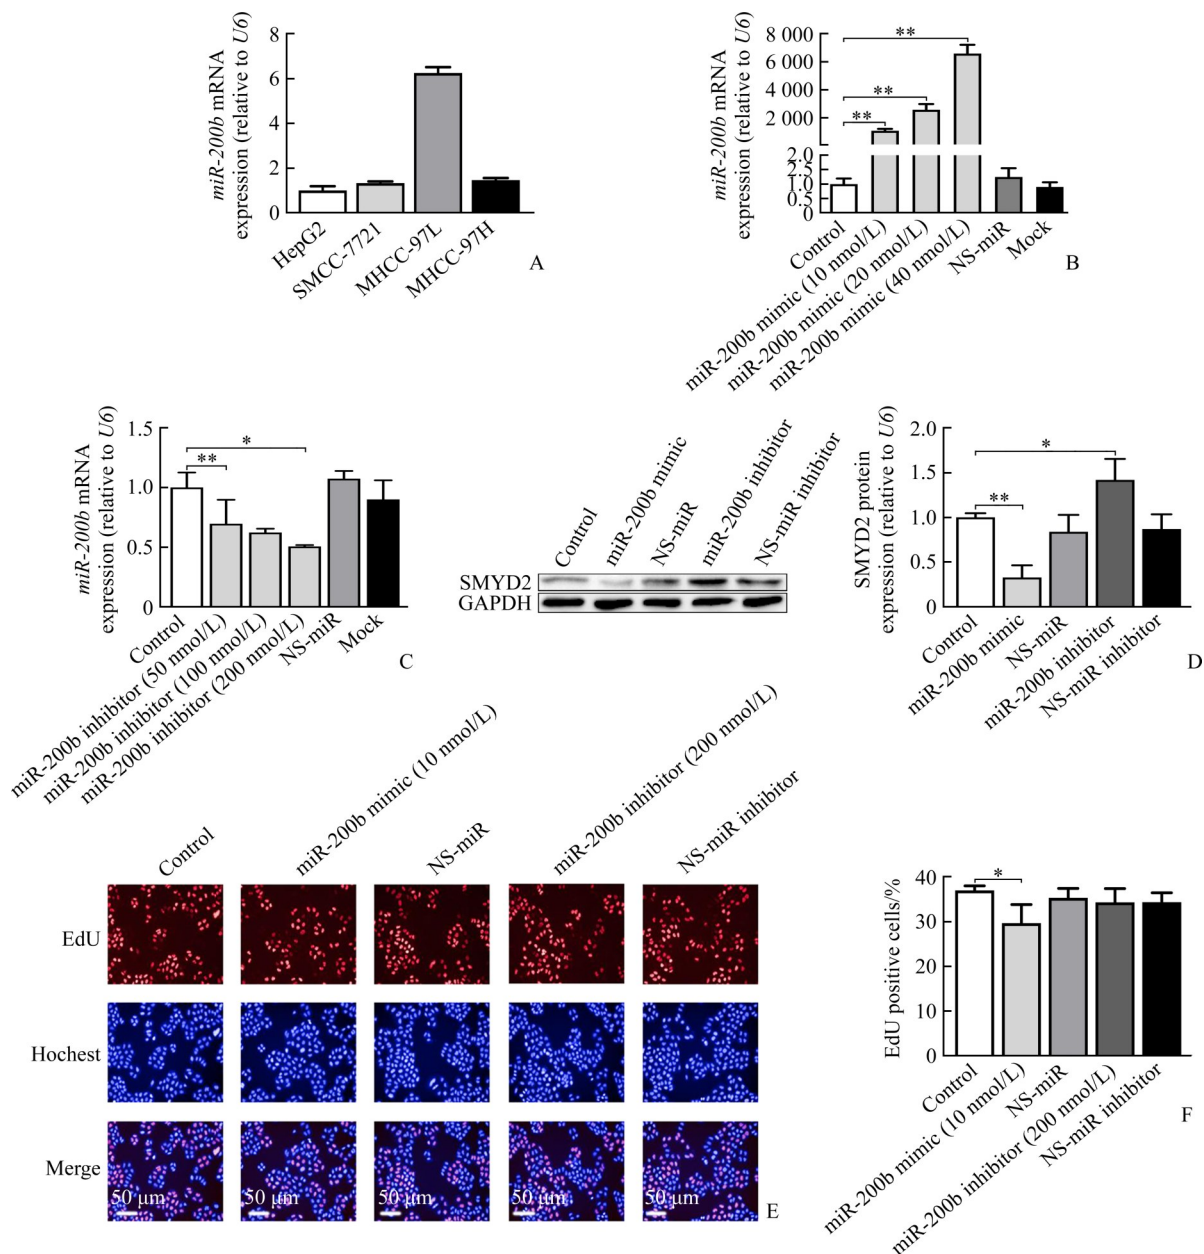 miR-200b mRNA
expression (relative to U6)
8
6
4
2
0
HepG2
SMCC-7721
MHCC-97L
MHCC-97H
A
miR-200b mRNA
expression (relative to U6)
8 000
6 000
4 000
2 000
2.0
2.5
1.0
0.5
0
**
**
**
Control
miR-200b mimic (10 nmol/L)
miR-200b mimic (20 nmol/L)
miR-200b mimic (40 nmol/L)
NS-miR
Mock
B
miR-200b mRNA
expression (relative to U6)
1.5
1.0
0.5
0
*
**
Control
miR-200b inhibitor (50 nmol/L)
miR-200b inhibitor (100 nmol/L)
miR-200b inhibitor (200 nmol/L)
NS-miR
Mock
C
Control
miR-200b mimic
NS-miR
miR-200b inhibitor
NS-miR inhibitor
SMYD2
GAPDH
SMYD2 protein
expression (relative to U6)
2.0
1.5
1.0
0.5
0
*
**
Control
miR-200b mimic
NS-miR
miR-200b inhibitor
NS-miR inhibitor
D
Control
miR-200b mimic (10 nmol/L)
NS-miR
miR-200b inhibitor (200 nmol/L)
NS-miR inhibitor
EdU
Hochest
Merge
50 μm
50 μm
50 μm
50 μm
50 μm
E
EdU positive cells/%
40
30
36
10
0
*
Control
miR-200b mimic (10 nmol/L)
NS-miR
miR-200b inhibitor (200 nmol/L)
NS-miR inhibitor
F